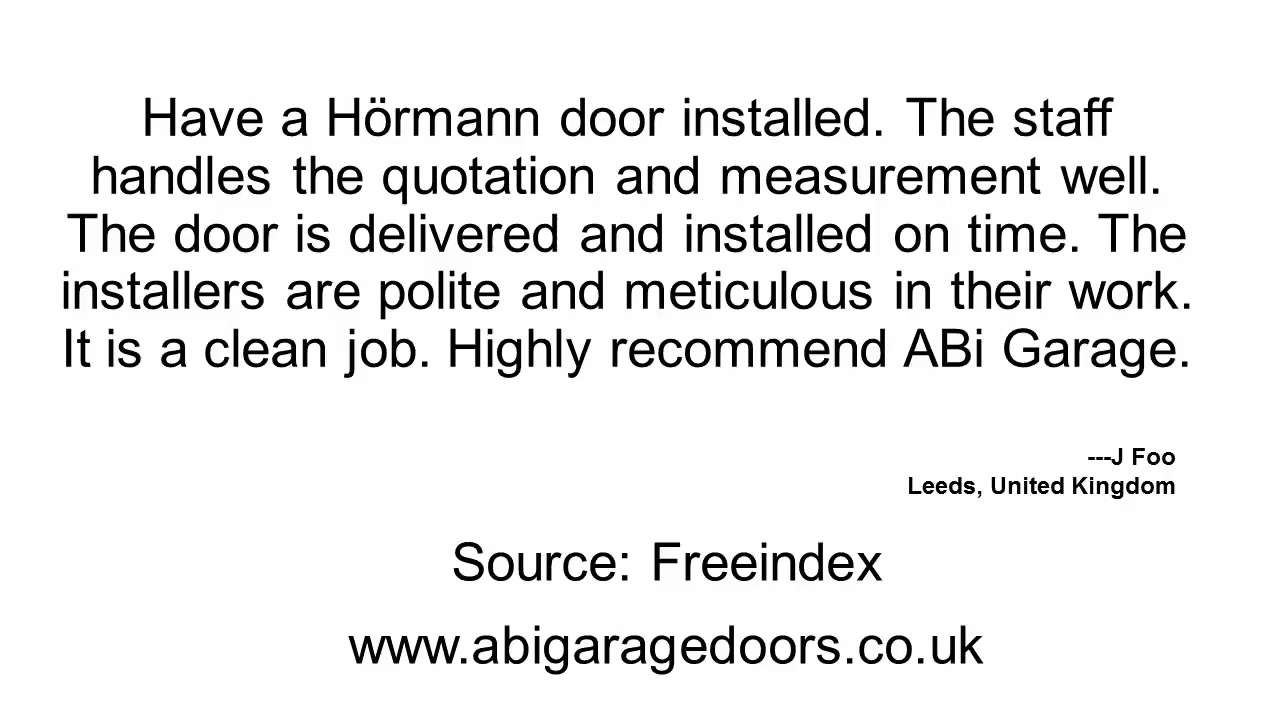 Have a Hörmann door installed. The staff
handles the quotation and measurement well.
The door is delivered and installed on time. The
installers are polite and meticulous in their work.
It is a clean job. Highly recommend ABi Garage.
---J Foo
Leeds, United Kingdom
Source: Freeindex
www.abigaragedoors.co.uk